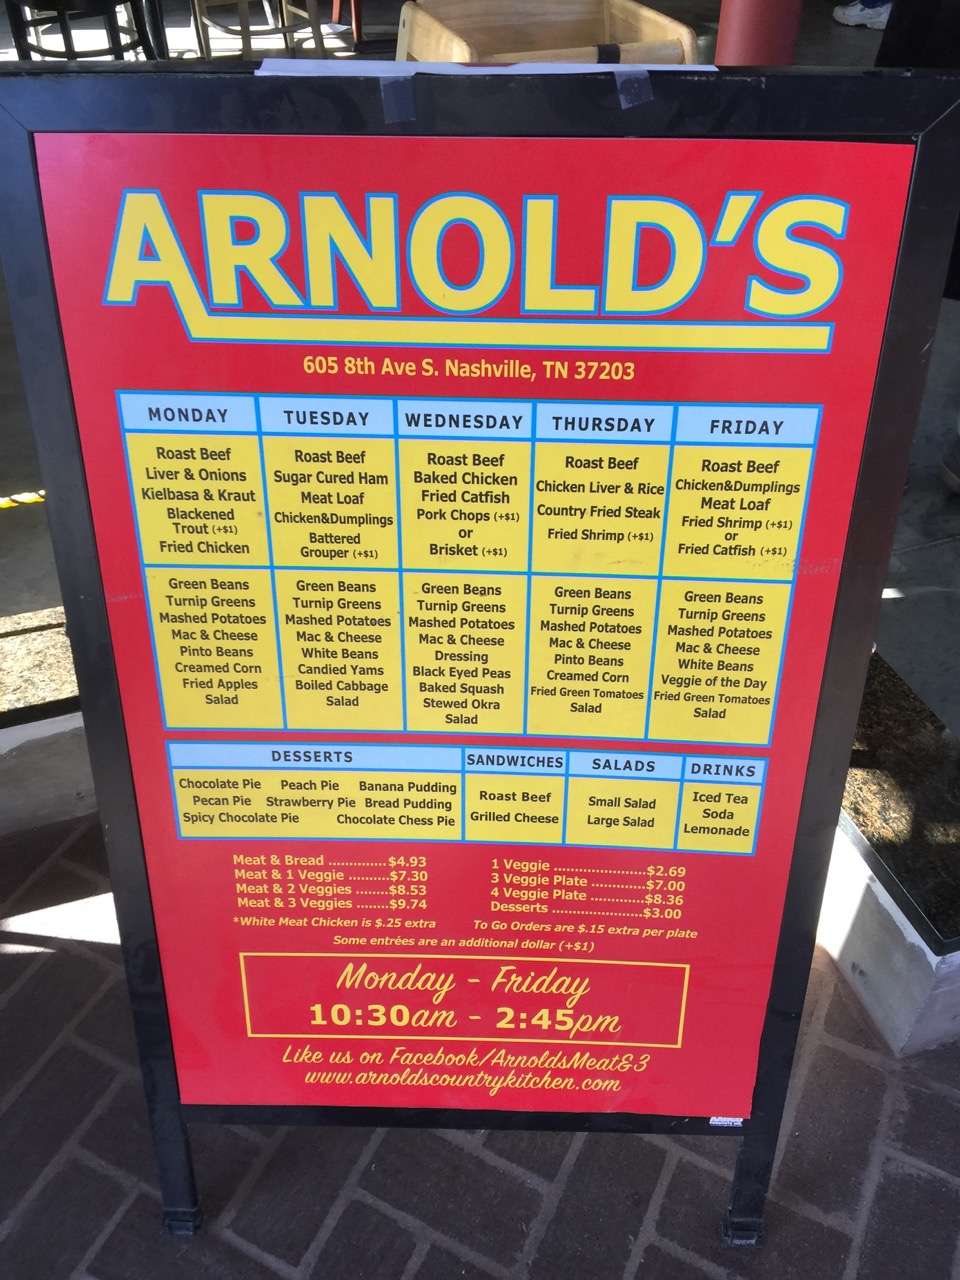 ARNOLD'S
605 8th Ave S. Nashville, TN 37203
MONDAY
Roast Beef
Liver & Onions
Kielbasa & Kraut
Blackened
Trout (+$1)
Fried Chicken
Green Beans
Turnip Greens
Mashed Potatoes
Mac & Cheese
Pinto Beans
Creamed Corn
Fried Apples
Salad
TUESDAY
Roast Beef
Sugar Cured Ham
Meat Loaf
Chicken&Dumplings
Battered
Grouper (+$1)
Green Beans
Turnip Greens
Mashed Potatoes
Mac & Cheese
White Beans
Candied Yams
Boiled Cabbage
Salad
WEDNESDAY
Roast Beef
Baked Chicken
Fried Catfish
Pork Chops (+$1)
or
Brisket (+$1)
Green Beans
Turnip Greens
Mashed Potatoes
Mac & Cheese
Dressing
Black Eyed Peas
Baked Squash
Stewed Okra
Salad
THURSDAY
Roast Beef
Chicken Liver & Rice
Country Fried Steak
Fried Shrimp (+$1)
Green Beans
Turnip Greens
Mashed Potatoes
Mac & Cheese
Pinto Beans
Creamed Corn
Fried Green Tomatoes
Salad
FRIDAY
Roast Beef
Chicken&Dumplings
Meat Loaf
Fried Shrimp (+$1)
or
Fried Catfish (+$1)
Green Beans
Turnip Greens
Mashed Potatoes
Mac & Cheese
White Beans
Veggie of the Day
Fried Green Tomatoes
Salad
DESSERTS
Chocolate Pie Peach Pie Banana Pudding
Pecan Pie Strawberry Pie Bread Pudding
Spicy Chocolate Pie Chocolate Chess Pie
SANDWICHES
Roast Beef
Grilled Cheese
SALADS
Small Salad
Large Salad
DRINKS
Iced Tea
Soda
Lemonade
Meat & Bread ..............$4.93
Meat & 1 Veggie ..........$7.30
Meat & 2 Veggies ........$8.53
Meat & 3 Veggies.........$9.74
1 Veggie .......................$2.69
3 Veggie Plate .............$7.00
4 Veggie Plate ..............$8.36
Desserts ......................$3.00
*White Meat Chicken is $.25 extra To Go Orders are $.15 extra per plate
Some entrées are an additional dollar (+$1)
Monday - Friday
10:30am - 2:45pm
Like us on Facebook/ArnoldsMeat&3
www.arnoldscountrykitchen.com